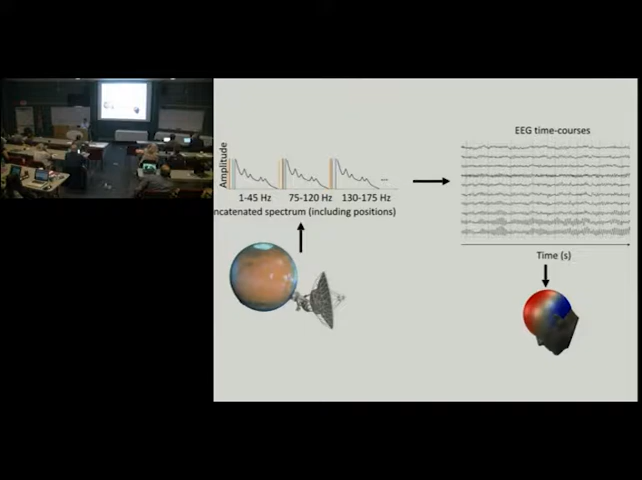 EEG time-courses
Amplitude
1-45 Hz
75-120 Hz
130-175 Hz
...
ncatenated spectrum (including positions)
Time (s)